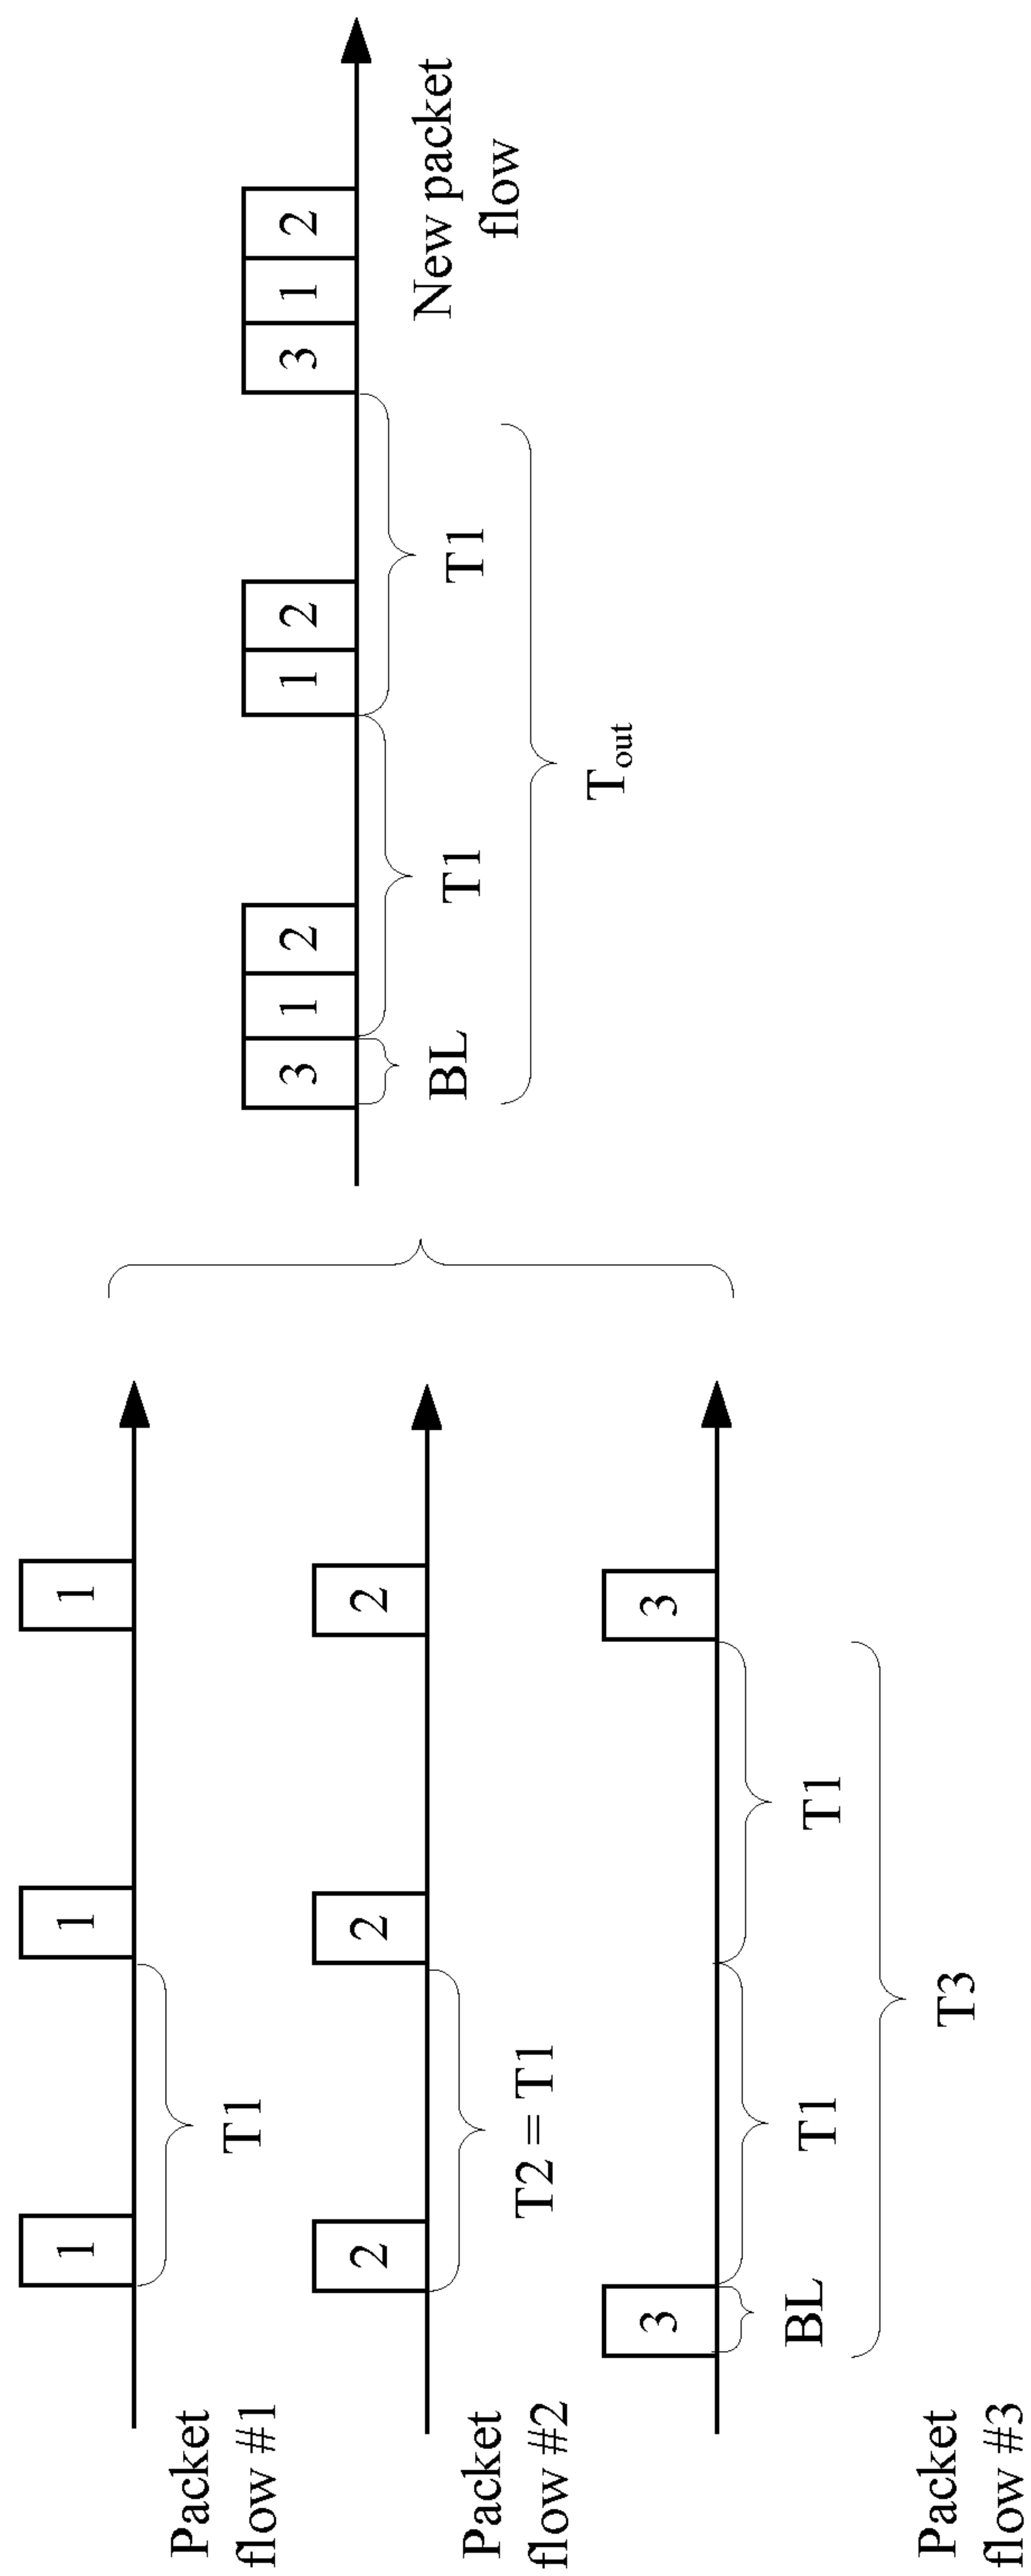 1
1
1
T1
Packet
flow #1
2
2
2
T2 = T1
Packet
flow #2
3
3
BL
T1
T1
T3
Packet
flow #3
3
1
2
1
2
3
1
2
BL
T1
T1
Tout
New packet
flow